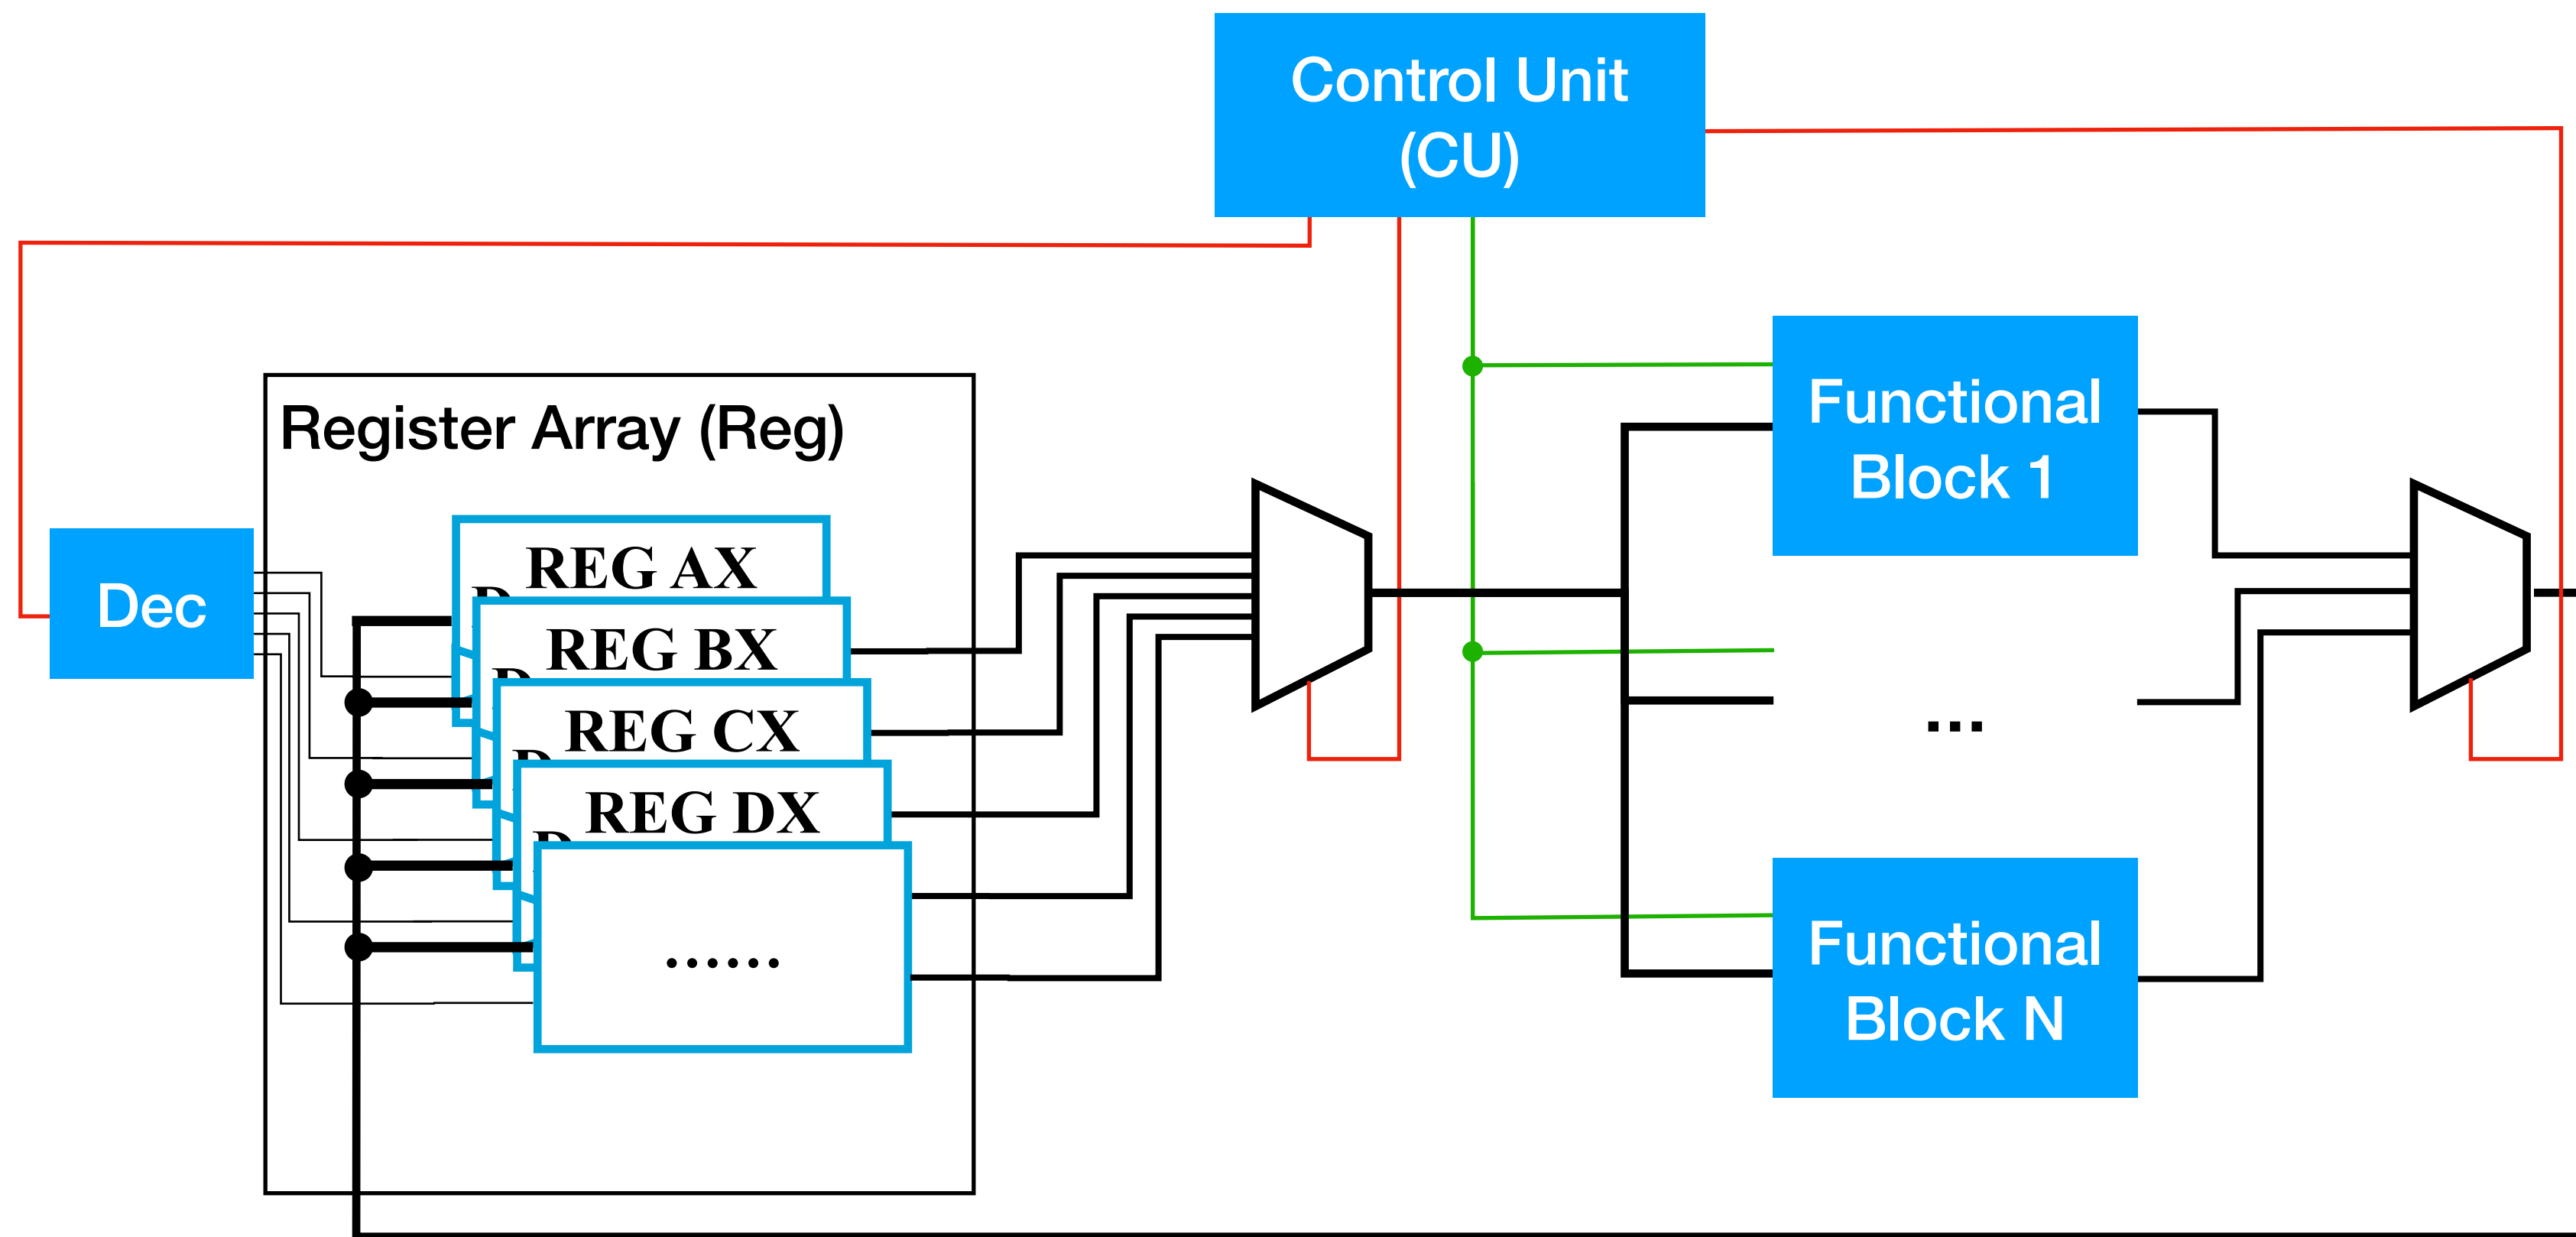 Control Unit
(CU)
Register Array (Reg)
Dec
REG AX
D
REG BX
D
REG CX
D
REG DX
D
......
Functional
Block 1
...
Functional
Block N